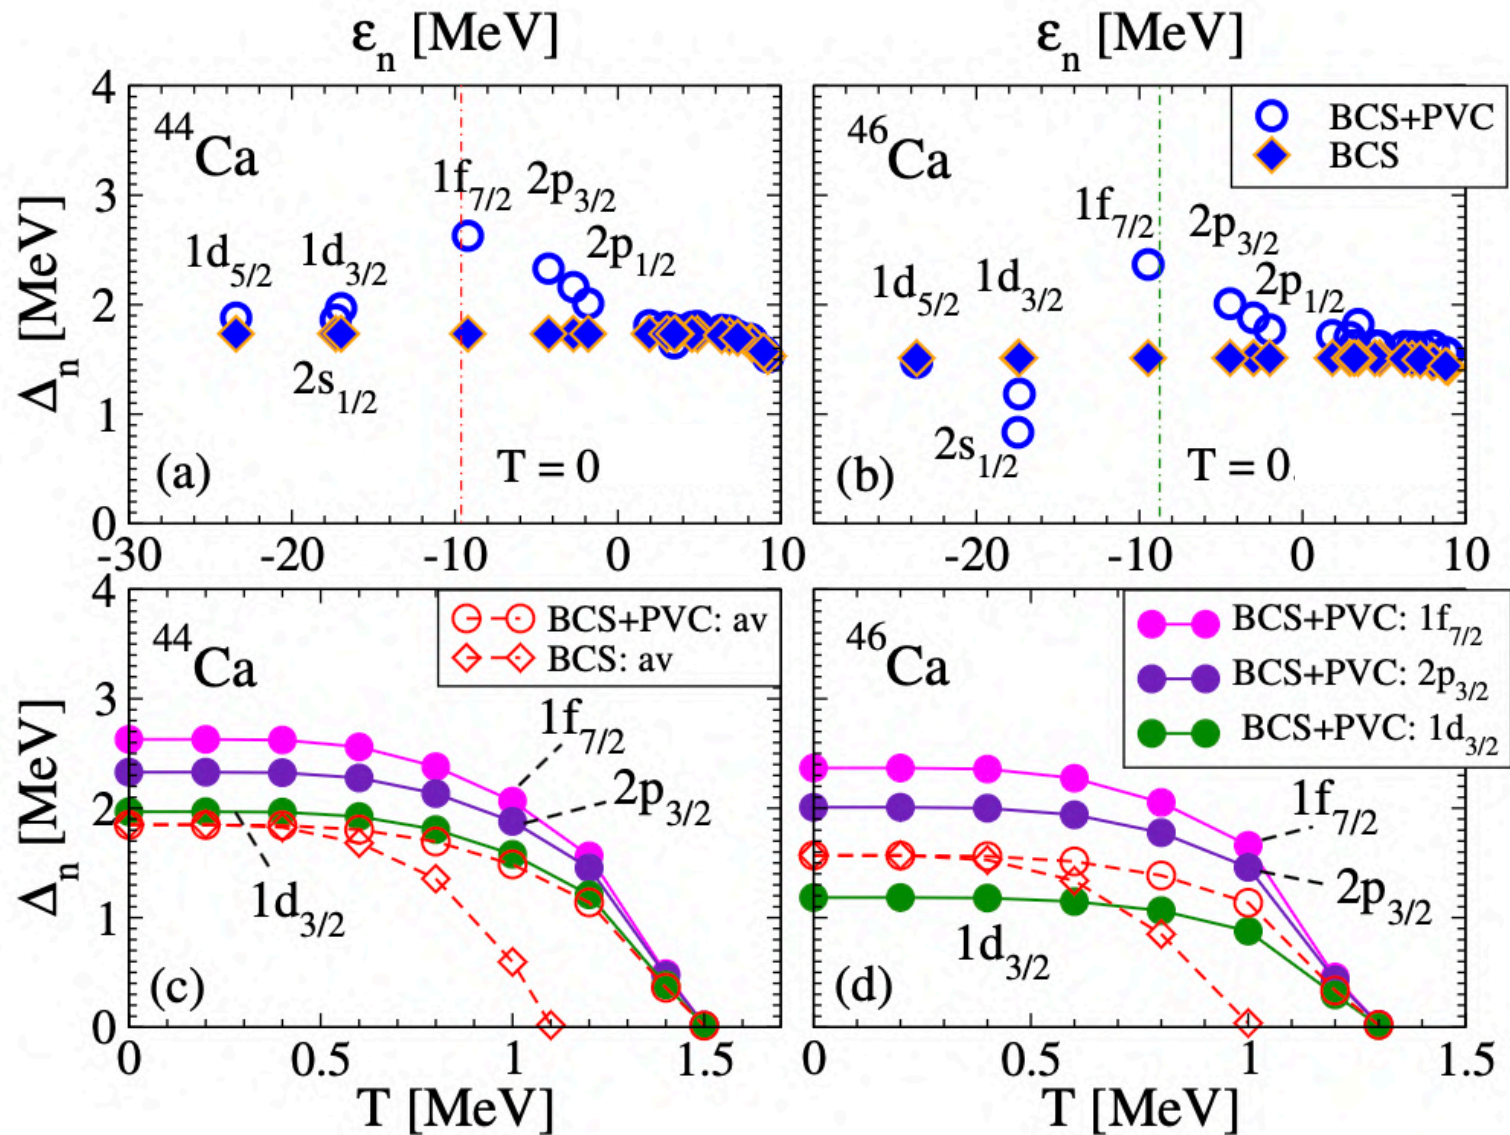 εₙ [MeV]
εₙ [MeV]
Δₙ [MeV]
4
3
2
1
0
⁴⁴Ca
1d₅/₂
1d₃/₂
2s₁/₂
1f₇/₂
2p₃/₂
2p₁/₂
(a)
T = 0
-30
-20
-10
0
10
⁴⁶Ca
BCS+PVC
BCS
1d₅/₂
1d₃/₂
2s₁/₂
1f₇/₂
2p₃/₂
2p₁/₂
(b)
T = 0
-20
-10
0
10
Δₙ [MeV]
4
3
2
1
0
⁴⁴Ca
BCS+PVC: av
BCS: av
1f₇/₂
2p₃/₂
1d₃/₂
(c)
0
0.5
1
1.5
T [MeV]
⁴⁶Ca
BCS+PVC: 1f₇/₂
BCS+PVC: 2p₃/₂
BCS+PVC: 1d₃/₂
1f₇/₂
2p₃/₂
1d₃/₂
(d)
0
0.5
1
1.5
T [MeV]